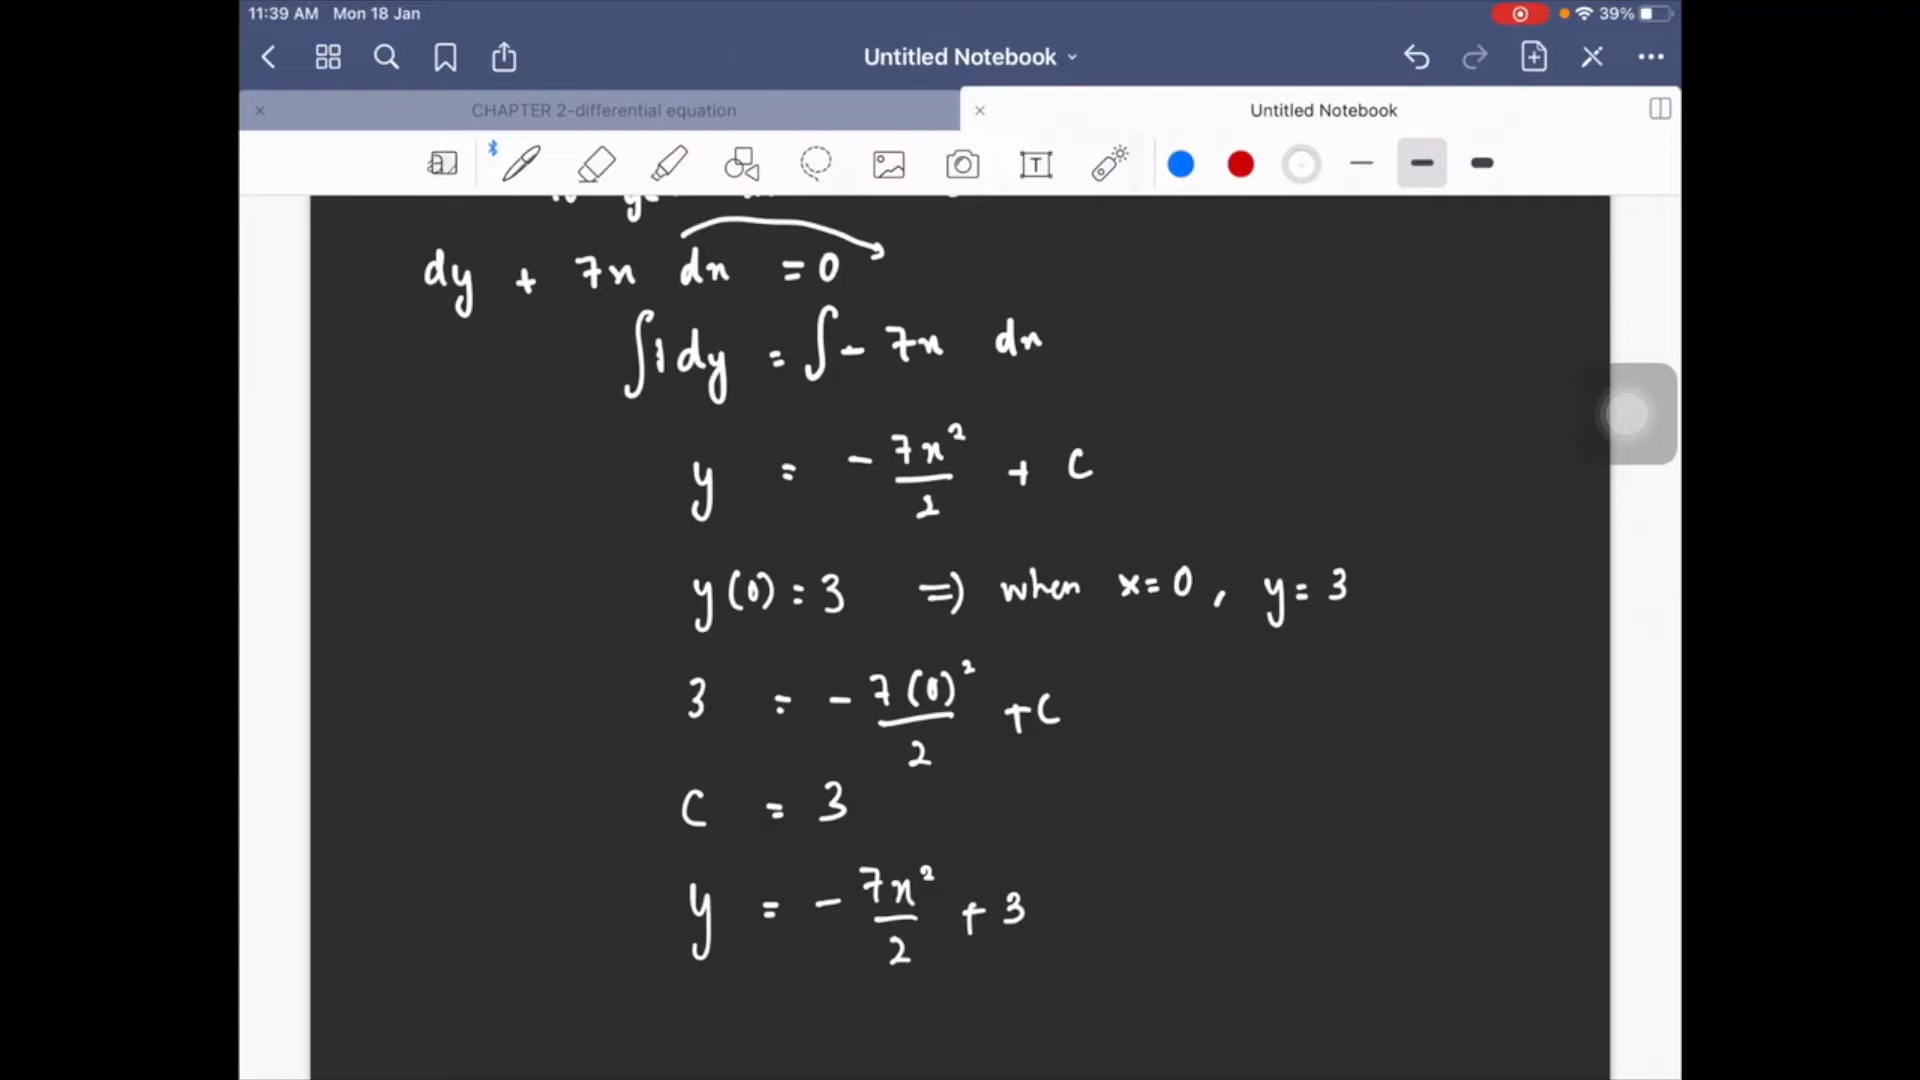 11:39 AM Mon 18 Jan 39%
Untitled Notebook
CHAPTER 2-differential equation
Untitled Notebook
T
dy + 7x dx = 0
∫1 dy = ∫ - 7x dx
y = - 7x²/2 + C
y(0) = 3 => when x = 0, y = 3
3 = - 7(0)²/2 + C
C = 3
y = - 7x²/2 + 3